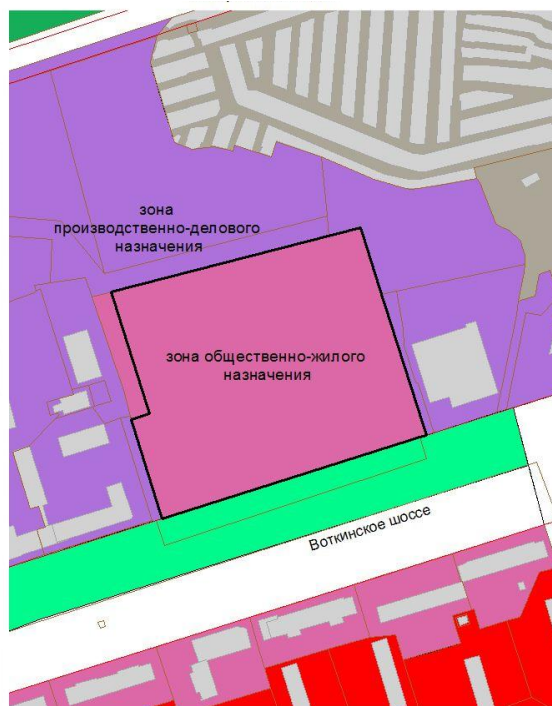 зона
производственно-делового
назначения
зона общественно-жилого
назначения
Воткинское шоссе